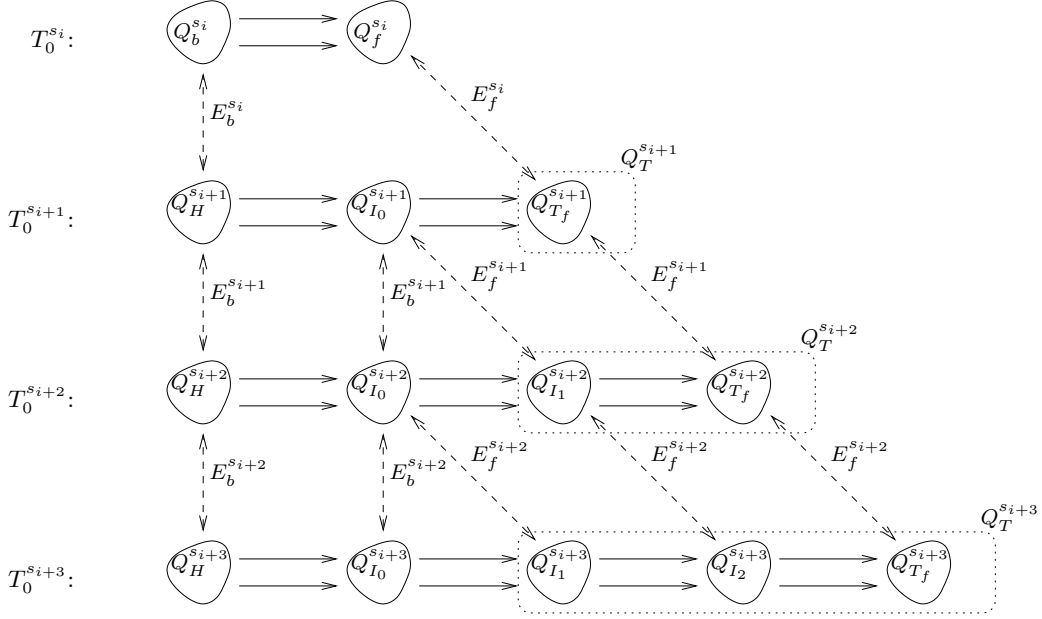 $T_0^{s_i}$: $Q_b^{s_i}$ $Q_f^{s_i}$
$E_b^{s_i}$ $E_f^{s_i}$
$Q_T^{s_{i+1}}$
$T_0^{s_{i+1}}$: $Q_H^{s_{i+1}}$ $Q_{I_0}^{s_{i+1}}$ $Q_{T_f}^{s_{i+1}}$
$E_b^{s_{i+1}}$ $E_b^{s_{i+1}}$ $E_f^{s_{i+1}}$ $E_f^{s_{i+1}}$
$Q_T^{s_{i+2}}$
$T_0^{s_{i+2}}$: $Q_H^{s_{i+2}}$ $Q_{I_0}^{s_{i+2}}$ $Q_{I_1}^{s_{i+2}}$ $Q_{T_f}^{s_{i+2}}$
$E_b^{s_{i+2}}$ $E_b^{s_{i+2}}$ $E_f^{s_{i+2}}$ $E_f^{s_{i+2}}$ $E_f^{s_{i+2}}$
$Q_T^{s_{i+3}}$
$T_0^{s_{i+3}}$: $Q_H^{s_{i+3}}$ $Q_{I_0}^{s_{i+3}}$ $Q_{I_1}^{s_{i+3}}$ $Q_{I_2}^{s_{i+3}}$ $Q_{T_f}^{s_{i+3}}$